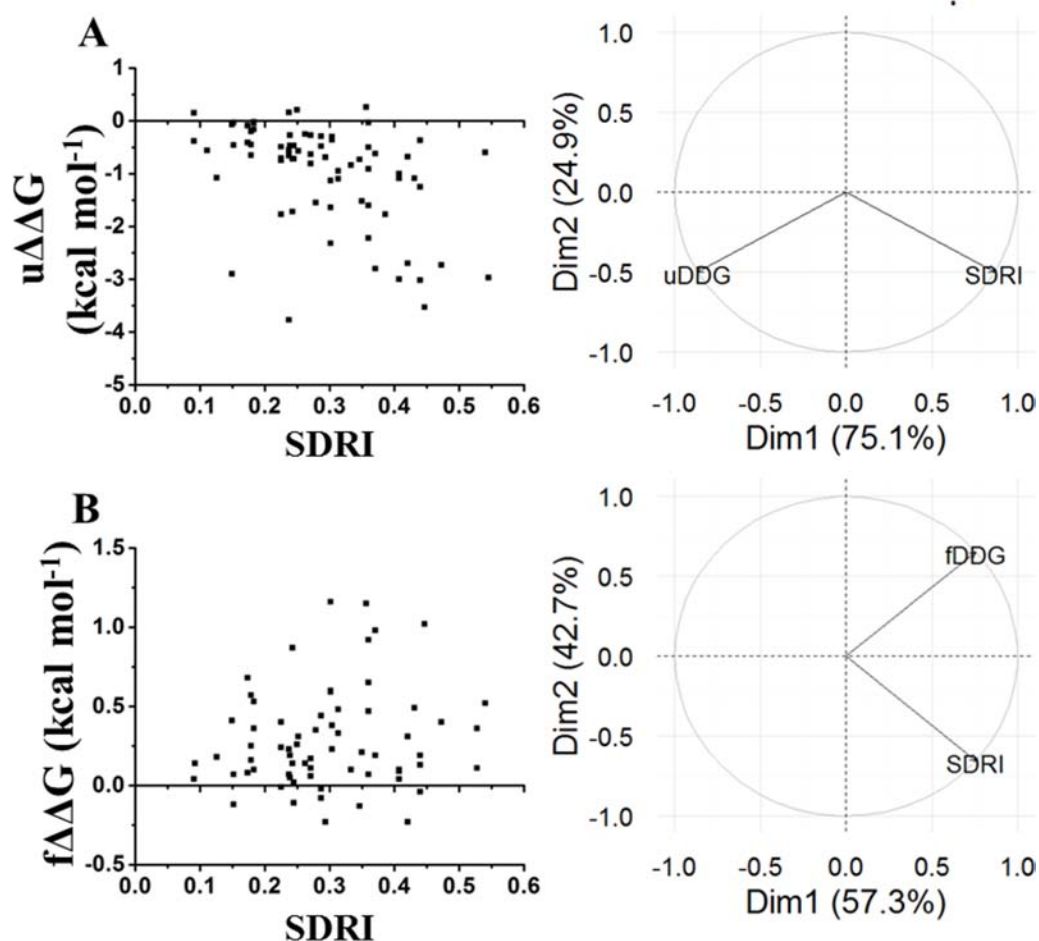 A
1
0
-1
-2
-3
-4
-5
uΔΔG
(kcal mol-1)
0.0 0.1 0.2 0.3 0.4 0.5 0.6
SDRI
1.0
0.5
0.0
-0.5
-1.0
Dim2 (24.9%)
uDDG
SDRI
-1.0 -0.5 0.0 0.5 1.0
Dim1 (75.1%)
B
1.5
1.0
0.5
0.0
-0.5
fΔΔG (kcal mol-1)
0.0 0.1 0.2 0.3 0.4 0.5 0.6
SDRI
1.0
0.5
0.0
-0.5
-1.0
Dim2 (42.7%)
fDDG
SDRI
-1.0 -0.5 0.0 0.5 1.0
Dim1 (57.3%)